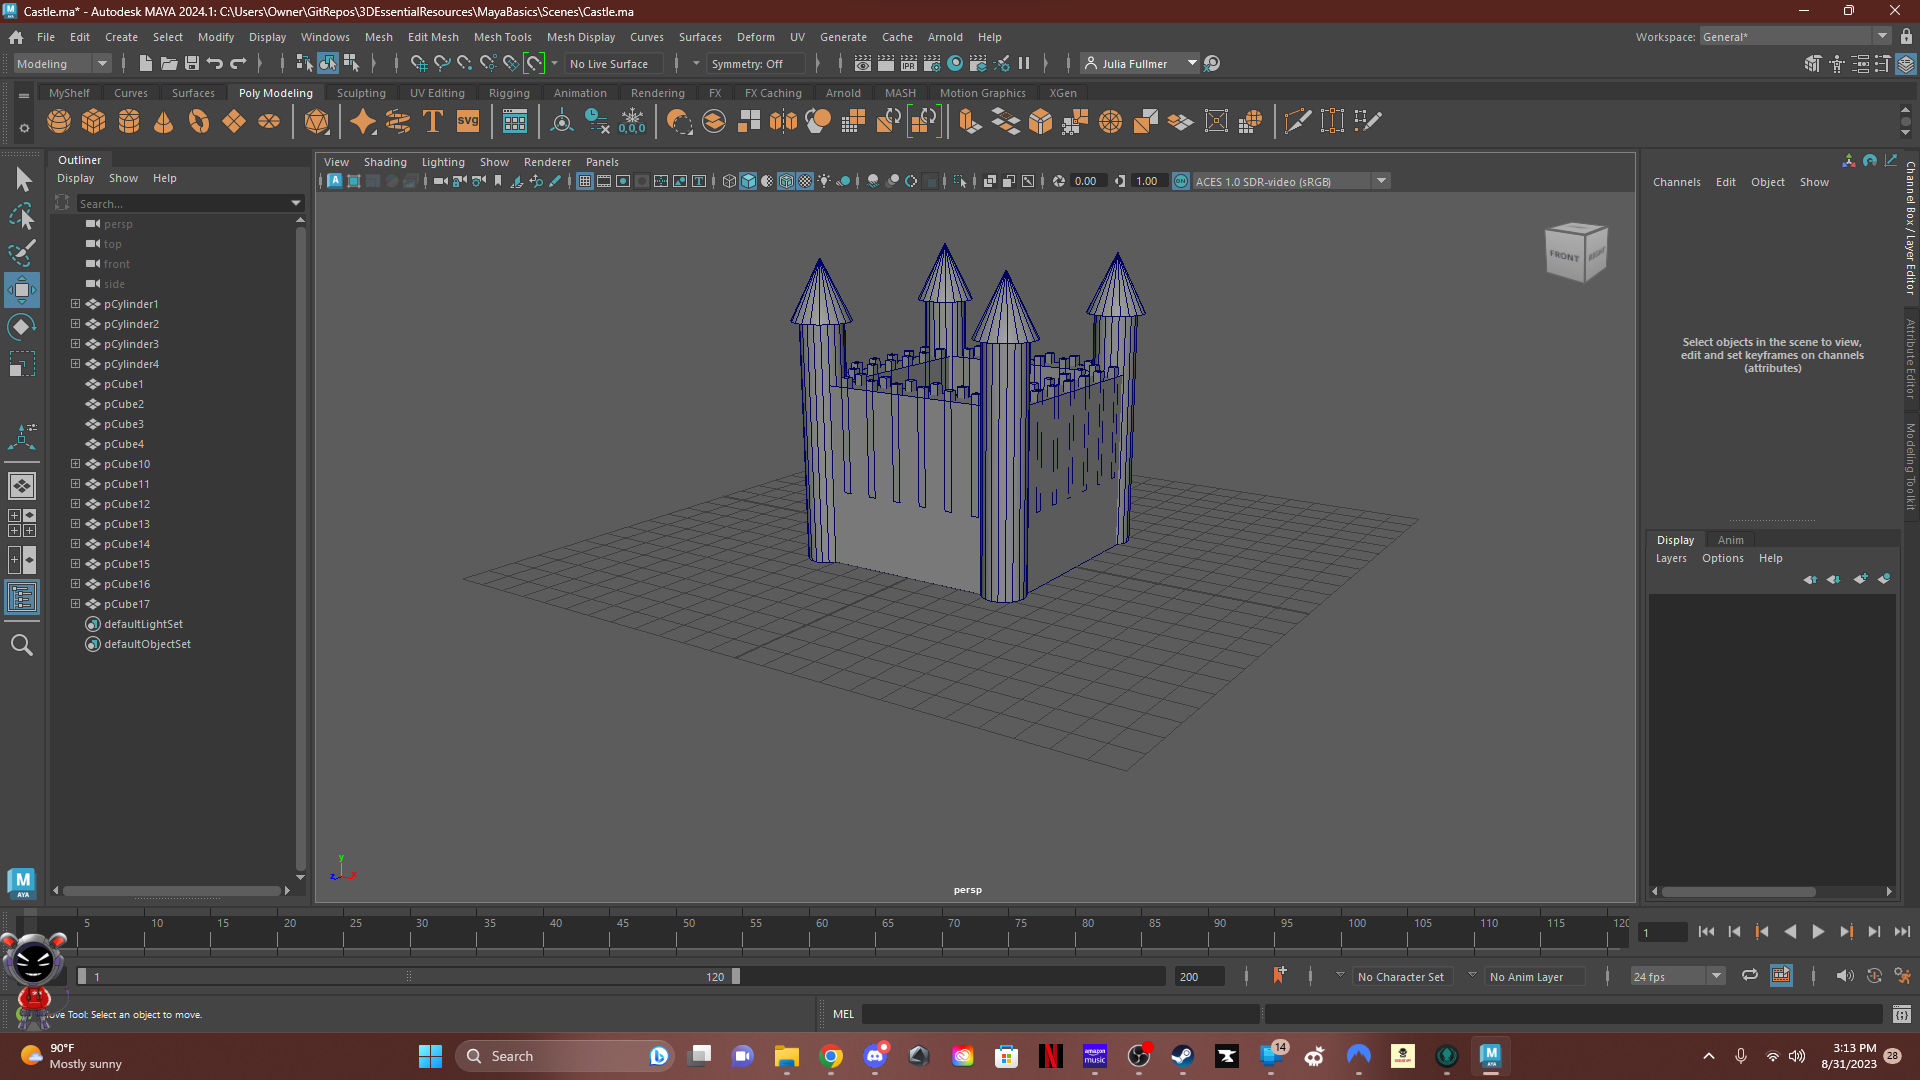 Castle.ma* - Autodesk MAYA 2024.1: C:\Users\Owner\GitRepos\3DEssentialResources\MayaBasics\Scenes\Castle.ma
File Edit Create Select Modify Display Windows Mesh Edit Mesh Mesh Tools Mesh Display Curves Surfaces Deform UV Generate Cache Arnold Help
Workspace: General*
Modeling No Live Surface Symmetry: Off Julia Fullmer
MyShelf Curves Surfaces Poly Modeling Sculpting UV Editing Rigging Animation Rendering FX FX Caching Arnold MASH Motion Graphics XGen
Outliner
Display Show Help
Search...
persp
top
front
side
pCylinder1
pCylinder2
pCylinder3
pCylinder4
pCube1
pCube2
pCube3
pCube4
pCube10
pCube11
pCube12
pCube13
pCube14
pCube15
pCube16
pCube17
defaultLightSet
defaultObjectSet
View Shading Lighting Show Renderer Panels
0.00 1.00 ACES 1.0 SDR-video (sRGB)
FRONT RIGHT
persp
Channels Edit Object Show
Select objects in the scene to view,
edit and set keyframes on channels
(attributes)
Channel Box / Layer Editor
Attribute Editor
Modeling Toolkit
Display Anim
Layers Options Help
5 10 15 20 25 30 35 40 45 50 55 60 65 70 75 80 85 90 95 100 105 110 115 120
1
1 120 200 No Character Set No Anim Layer 24 fps
ve Tool: Select an object to move.
MEL
90°F
Mostly sunny
Search
14
3:13 PM
8/31/2023
28